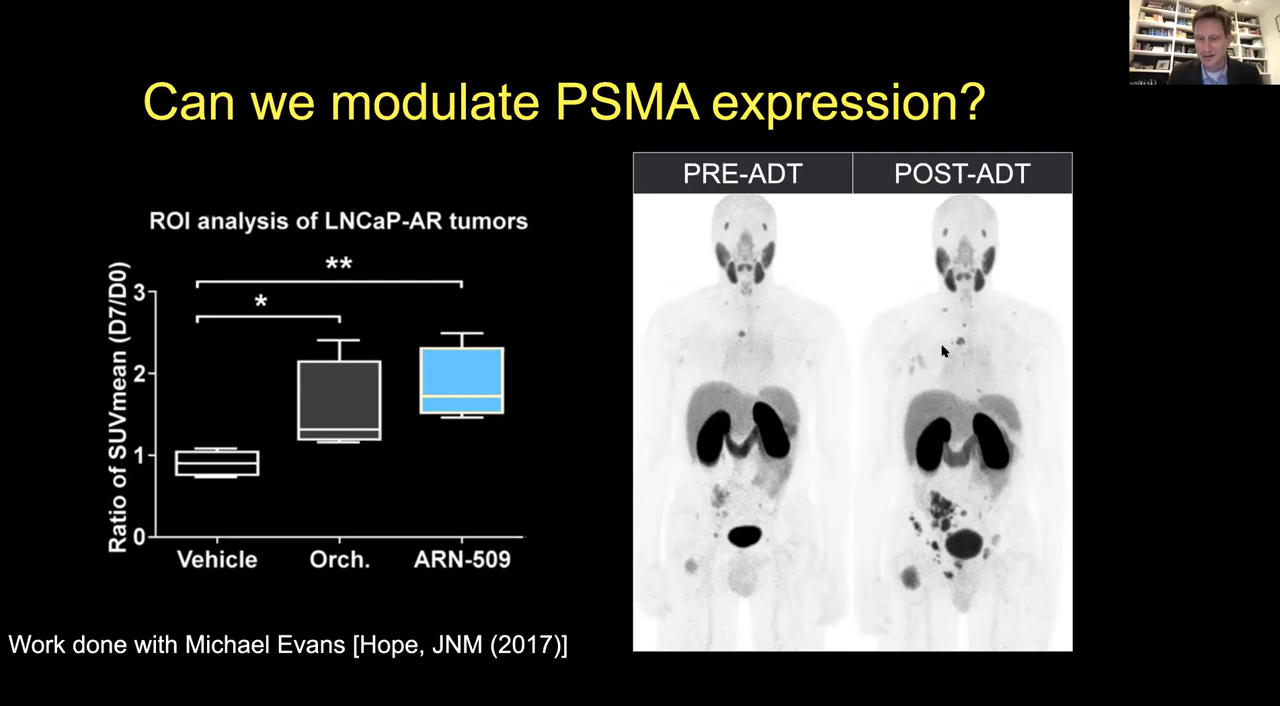 Can we modulate PSMA expression?
PRE-ADT
POST-ADT
ROI analysis of LNCaP-AR tumors
Ratio of SUVmean (D7/D0)
3
2
1
0
**
*
Vehicle
Orch.
ARN-509
Work done with Michael Evans [Hope, JNM (2017)]